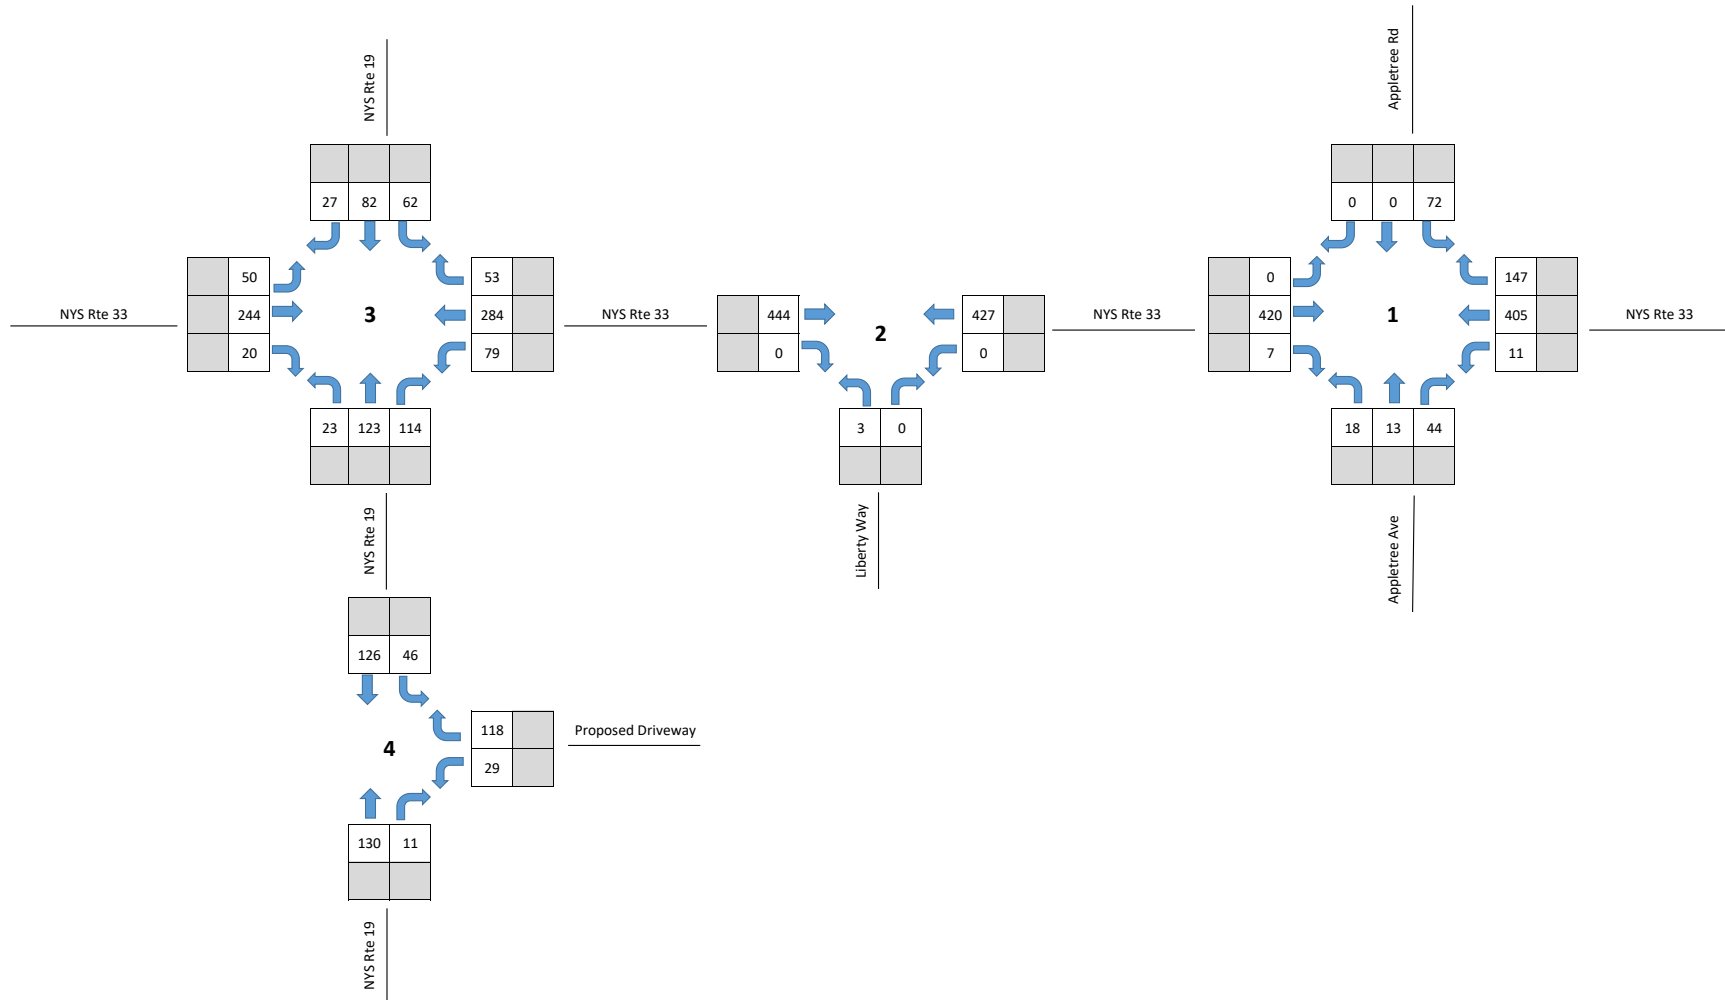 NYS Rte 19
Appletree Rd
27 82 62
0 0 72
50
53
0
147
NYS Rte 33
244
3
284
NYS Rte 33
444
2
427
NYS Rte 33
420
1
405
NYS Rte 33
20
79
0
0
7
11
23 123 114
3 0
18 13 44
NYS Rte 19
Liberty Way
Appletree Ave
126 46
118
Proposed Driveway
4
29
130 11
NYS Rte 19